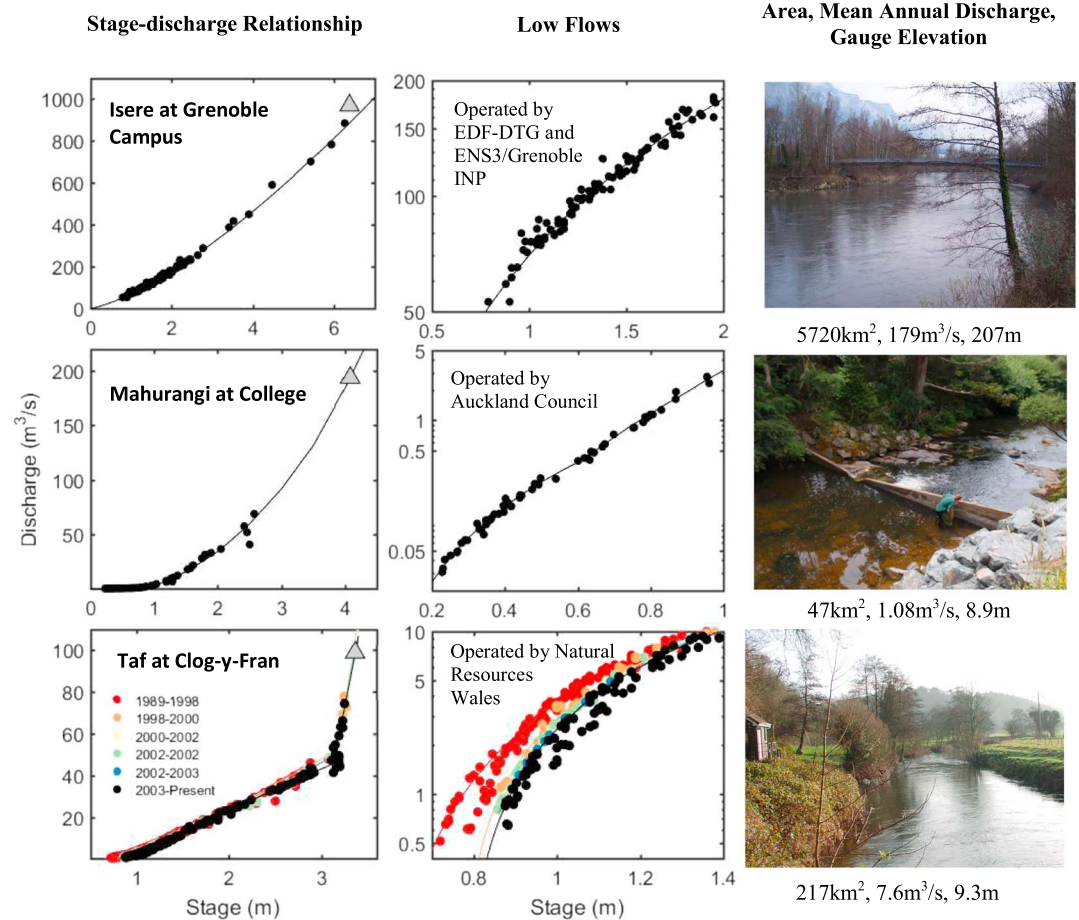 Stage-discharge Relationship
Low Flows
Area, Mean Annual Discharge,
Gauge Elevation
1000
800
600
400
200
0
0 2 4 6
Isere at Grenoble
Campus
200
150
100
50
0.5 1 1.5 2
Operated by
EDF-DTG and
ENS3/Grenoble
INP
5720km², 179m³/s, 207m
Discharge (m³/s)
200
150
100
50
0 1 2 3 4
Mahurangi at College
5
1
0.5
0.05
0.2 0.4 0.6 0.8 1
Operated by
Auckland Council
47km², 1.08m³/s, 8.9m
100
80
60
40
20
1 2 3
Stage (m)
Taf at Clog-y-Fran
1989-1998
1998-2000
2000-2002
2002-2002
2002-2003
2003-Present
10
5
1
0.5
0.8 1 1.2 1.4
Stage (m)
Operated by Natural
Resources
Wales
217km², 7.6m³/s, 9.3m